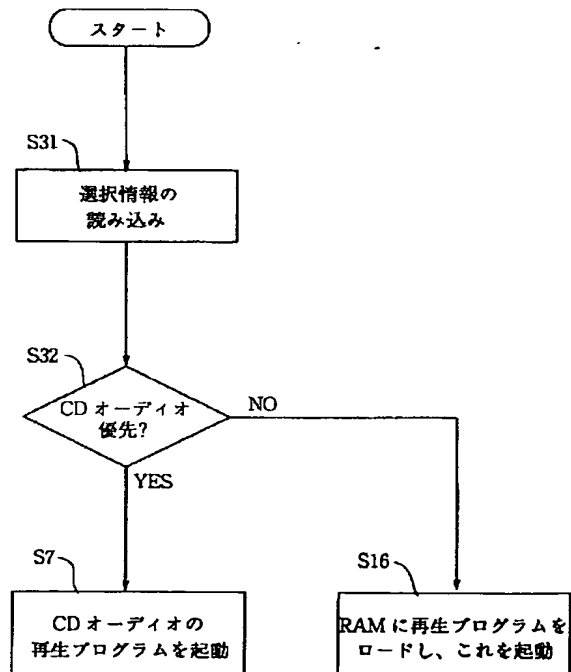 スタート
S31
選択情報の
読み込み
S32
CD オーディオ
優先?
NO
YES
S7
CD オーディオの
再生プログラムを起動
S16
RAM に再生プログラムを
ロードし、これを起動